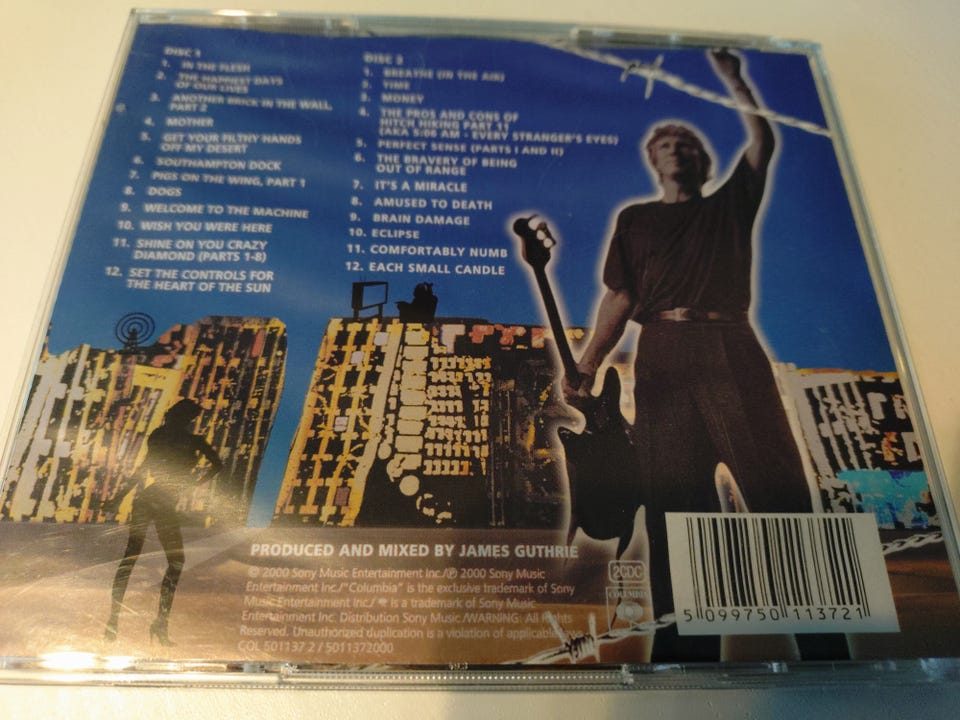 DISC 1
1. IN THE FLESH
2. THE HAPPIEST DAYS
OF OUR LIVES
3. ANOTHER BRICK IN THE WALL,
PART 2
4. MOTHER
5. GET YOUR FILTHY HANDS
OFF MY DESERT
6. SOUTHAMPTON DOCK
7. PIGS ON THE WING, PART 1
8. DOGS
9. WELCOME TO THE MACHINE
10. WISH YOU WERE HERE
11. SHINE ON YOU CRAZY
DIAMOND (PARTS 1-8)
12. SET THE CONTROLS FOR
THE HEART OF THE SUN
DISC 2
1. BREATHE (IN THE AIR)
2. TIME
3. MONEY
4. THE PROS AND CONS OF
HITCH HIKING PART 11
(AKA 5:06 AM - EVERY STRANGER'S EYES)
5. PERFECT SENSE (PARTS I AND II)
6. THE BRAVERY OF BEING
OUT OF RANGE
7. IT'S A MIRACLE
8. AMUSED TO DEATH
9. BRAIN DAMAGE
10. ECLIPSE
11. COMFORTABLY NUMB
12. EACH SMALL CANDLE
PRODUCED AND MIXED BY JAMES GUTHRIE
© 2000 Sony Music Entertainment Inc./℗ 2000 Sony Music
Entertainment Inc./"Columbia" is the exclusive trademark of Sony
Music Entertainment Inc./ is a trademark of Sony Music
Entertainment Inc. Distribution Sony Music/WARNING: All Rights
Reserved. Unauthorized duplication is a violation of applicable
COL 501137 2 / 5011372000
2CDC
COLUMBIA
5 099750 113721